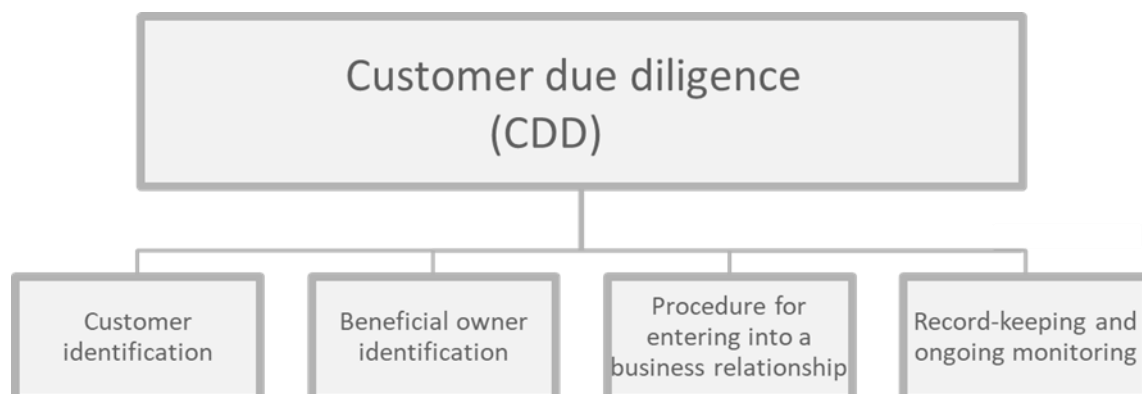 Customer due diligence
(CDD)
Customer
identification
Beneficial owner
identification
Procedure for
entering into a
business relationship
Record-keeping and
ongoing monitoring